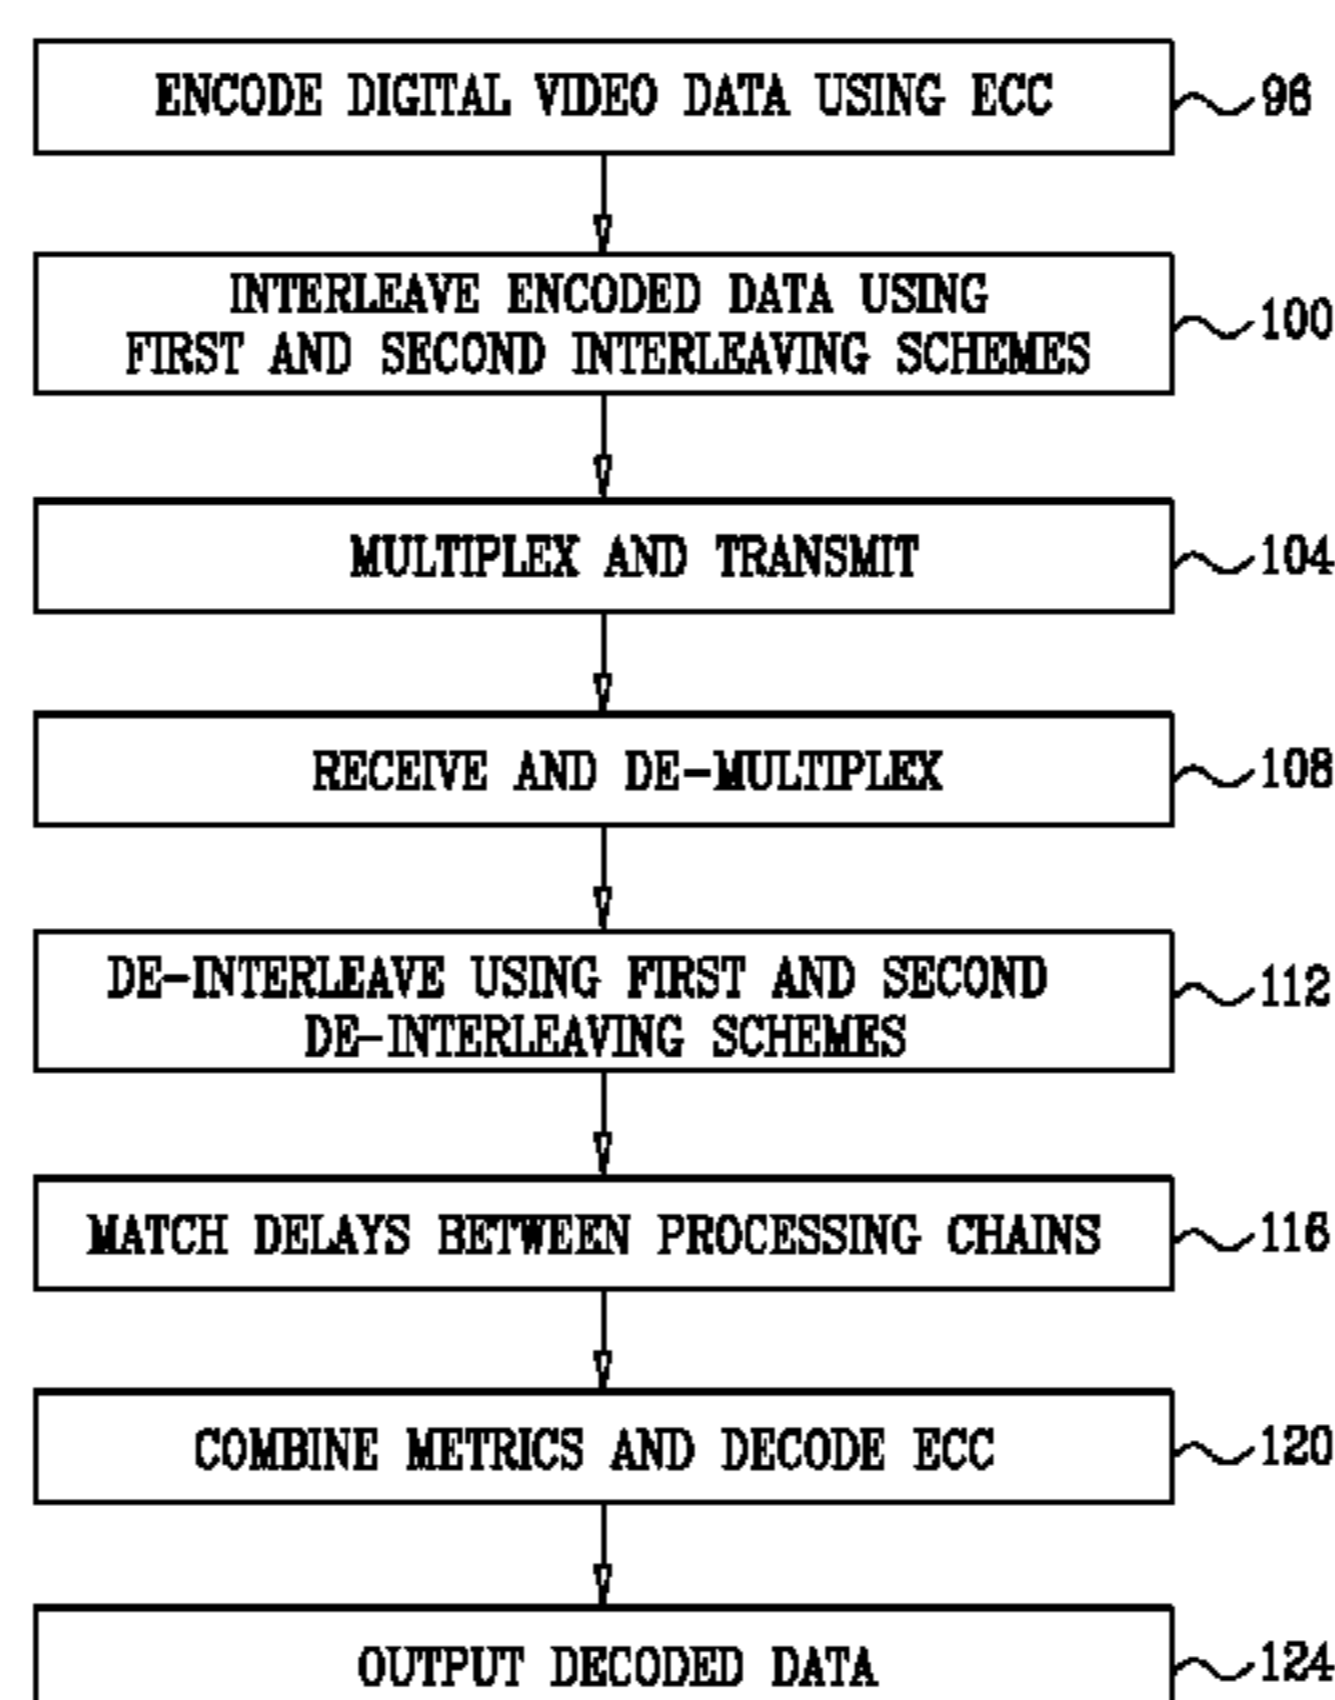 ENCODE DIGITAL VIDEO DATA USING ECC
96
INTERLEAVE ENCODED DATA USING
FIRST AND SECOND INTERLEAVING SCHEMES
100
MULTIPLEX AND TRANSMIT
104
RECEIVE AND DE-MULTIPLEX
108
DE-INTERLEAVE USING FIRST AND SECOND
DE-INTERLEAVING SCHEMES
112
MATCH DELAYS BETWEEN PROCESSING CHAINS
116
COMBINE METRICS AND DECODE ECC
120
OUTPUT DECODED DATA
124